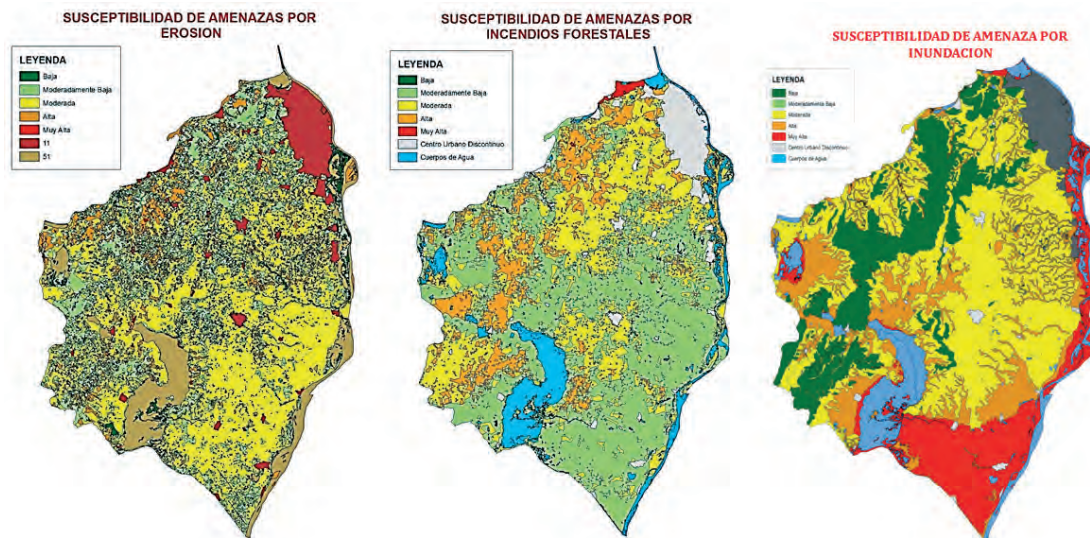 SUSCEPTIBILIDAD DE AMENAZAS POR
EROSION
LEYENDA
Baja
Moderadamente Baja
Moderada
Alta
Muy Alta
11
51
SUSCEPTIBILIDAD DE AMENAZAS POR
INCENDIOS FORESTALES
LEYENDA
Baja
Moderadamente Baja
Moderada
Alta
Muy Alta
Centro Urbano Discontinuo
Cuerpos de Agua
SUSCEPTIBILIDAD DE AMENAZA POR
INUNDACION
LEYENDA
Baja
Moderadamente Baja
Moderada
Alta
Muy Alta
Centro Urbano Discontinuo
Cuerpos de Agua